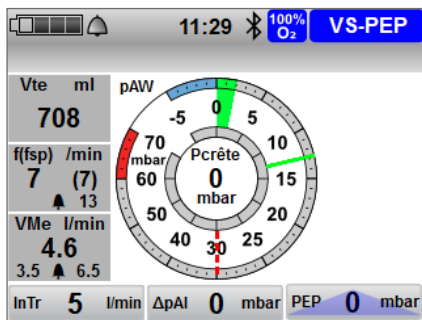 11:29 100% O₂ VS-PEP
Vte ml
708
f(fsp) /min
7 (7)
13
VMe l/min
4.6
3.5 6.5
pAW
-5 0 5 10 15 20 25 30 40 50 60 70
mbar
Pcrête
0
mbar
InTr 5 l/min ΔpAI 0 mbar PEP 0 mbar